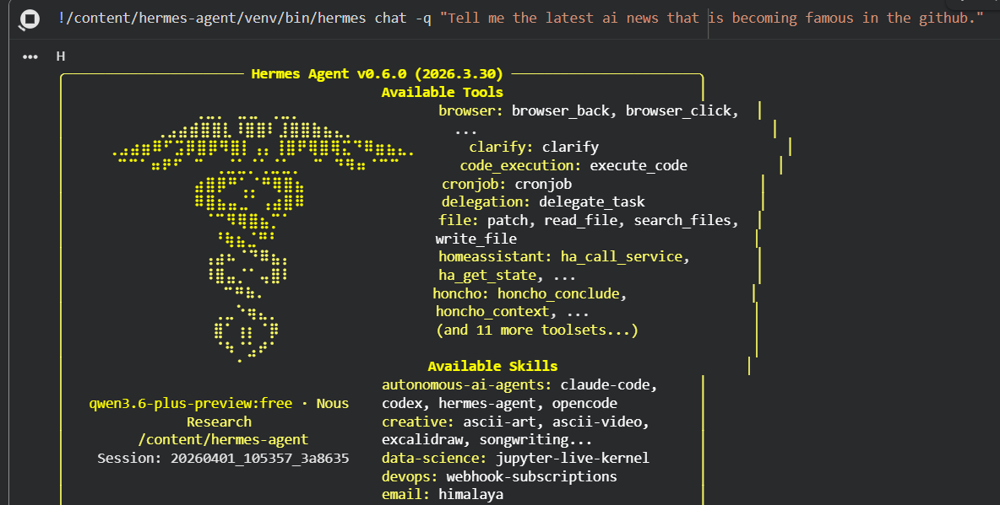 !/content/hermes-agent/venv/bin/hermes chat -q "Tell me the latest ai news that is becoming famous in the github."
••• H
Hermes Agent v0.6.0 (2026.3.30)
Available Tools
browser: browser_back, browser_click,
...
clarify: clarify
code_execution: execute_code
cronjob: cronjob
delegation: delegate_task
file: patch, read_file, search_files,
write_file
homeassistant: ha_call_service,
ha_get_state, ...
honcho: honcho_conclude,
honcho_context, ...
(and 11 more toolsets...)
Available Skills
autonomous-ai-agents: claude-code,
codex, hermes-agent, opencode
creative: ascii-art, ascii-video,
excalidraw, songwriting...
data-science: jupyter-live-kernel
devops: webhook-subscriptions
email: himalaya
qwen3.6-plus-preview:free · Nous
Research
/content/hermes-agent
Session: 20260401_105357_3a8635